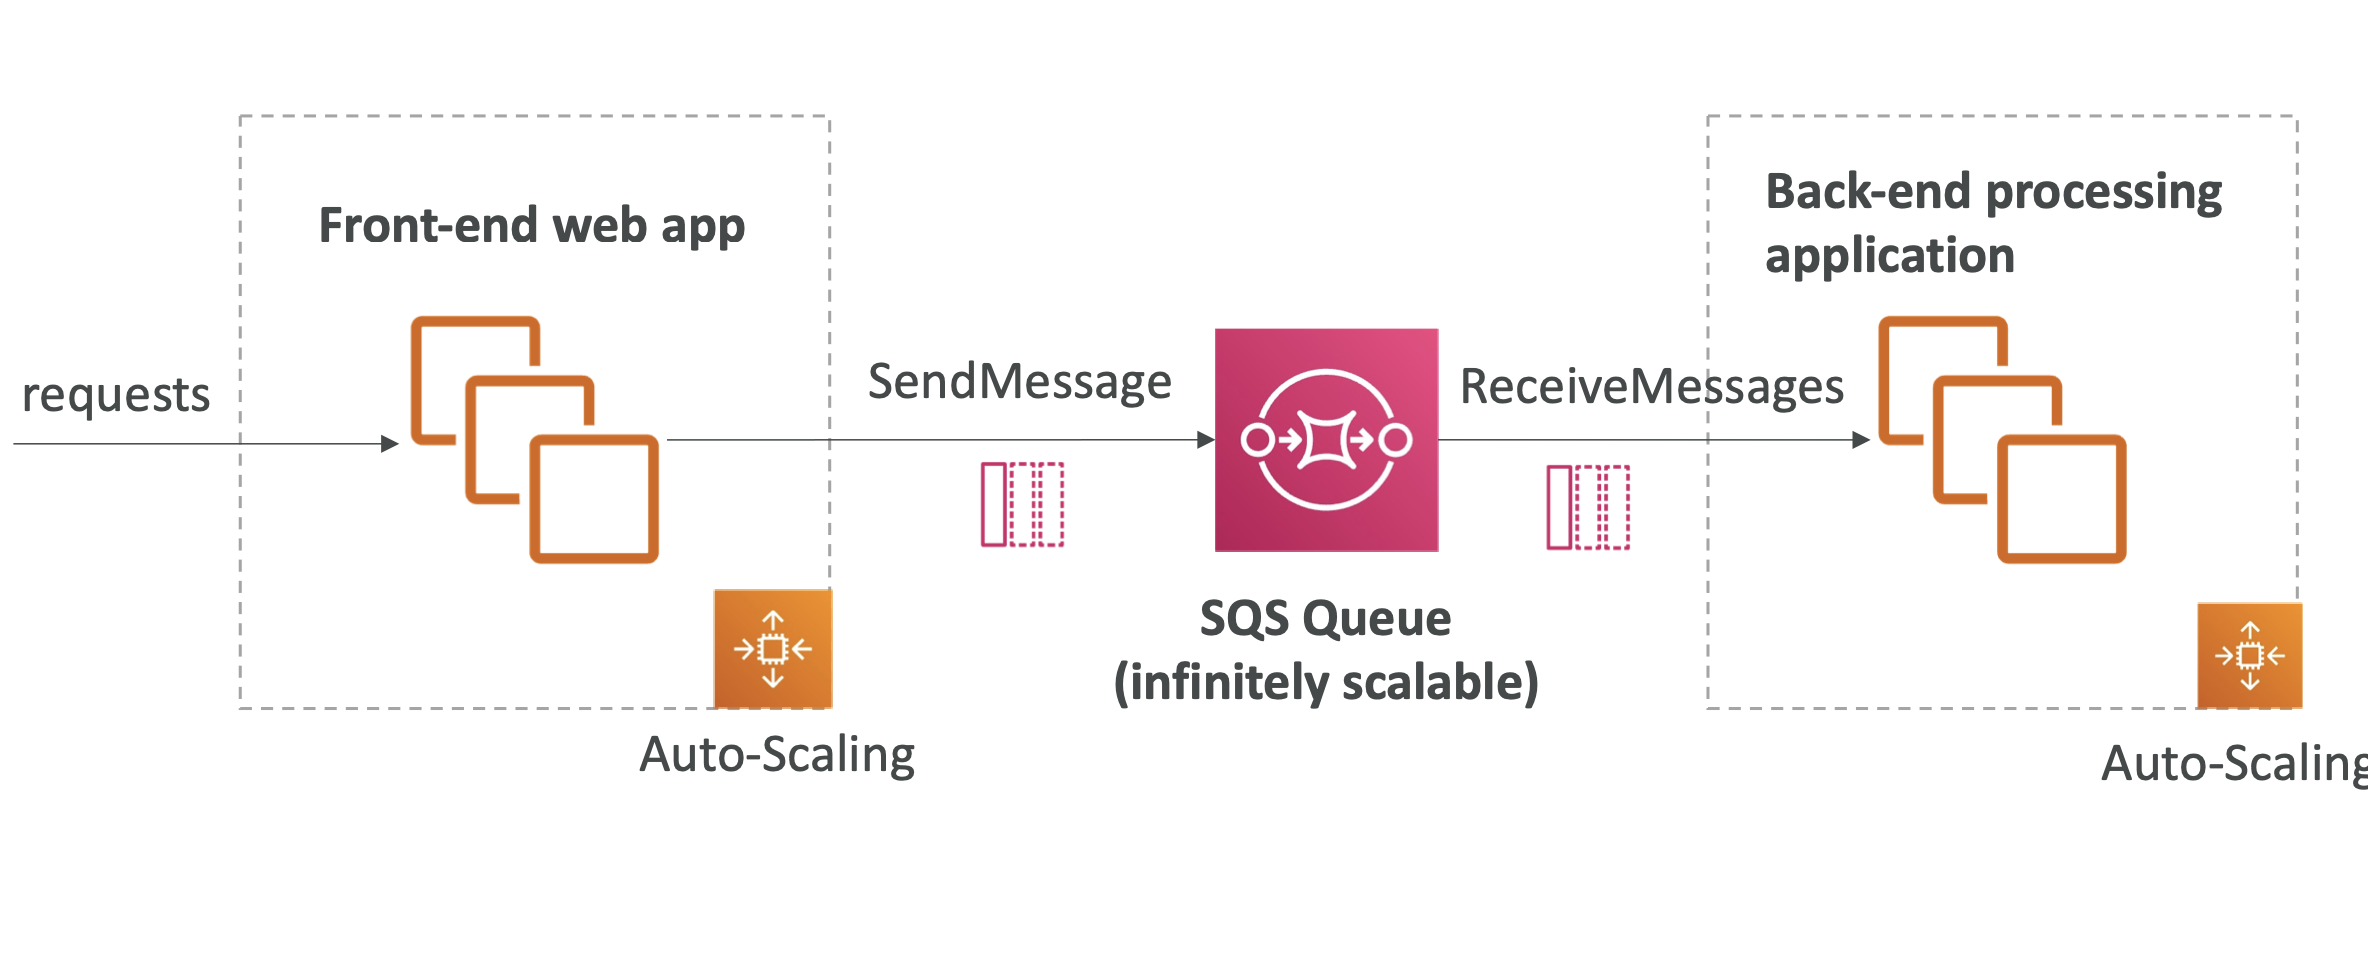 Front-end web app
requests
SendMessage
SQS Queue
(infinitely scalable)
ReceiveMessages
Back-end processing
application
Auto-Scaling
Auto-Scaling